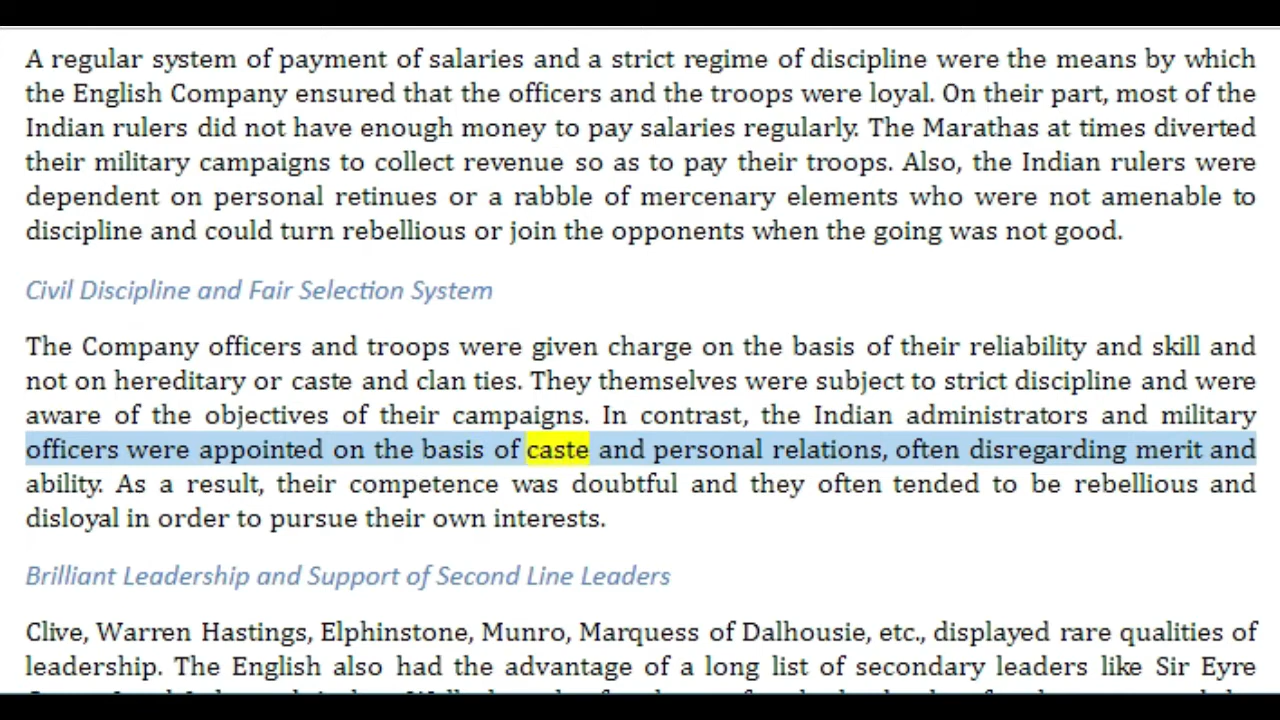 A regular system of payment of salaries and a strict regime of discipline were the means by which
the English Company ensured that the officers and the troops were loyal. On their part, most of the
Indian rulers did not have enough money to pay salaries regularly. The Marathas at times diverted
their military campaigns to collect revenue so as to pay their troops. Also, the Indian rulers were
dependent on personal retinues or a rabble of mercenary elements who were not amenable to
discipline and could turn rebellious or join the opponents when the going was not good.
Civil Discipline and Fair Selection System
The Company officers and troops were given charge on the basis of their reliability and skill and
not on hereditary or caste and clan ties. They themselves were subject to strict discipline and were
aware of the objectives of their campaigns. In contrast, the Indian administrators and military
officers were appointed on the basis of caste and personal relations, often disregarding merit and
ability. As a result, their competence was doubtful and they often tended to be rebellious and
disloyal in order to pursue their own interests.
Brilliant Leadership and Support of Second Line Leaders
Clive, Warren Hastings, Elphinstone, Munro, Marquess of Dalhousie, etc., displayed rare qualities of
leadership. The English also had the advantage of a long list of secondary leaders like Sir Eyre